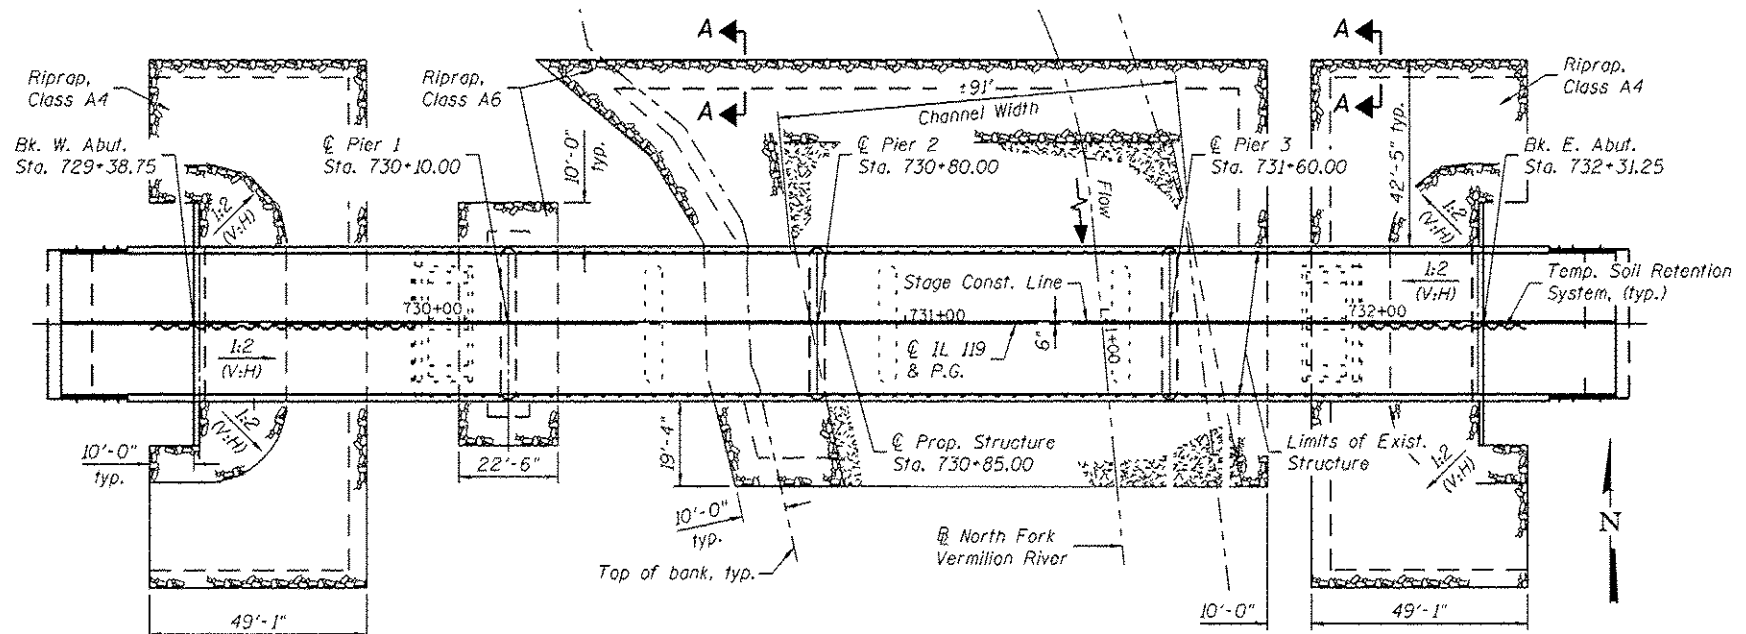 A
A
Riprap,
Class A4
Riprap,
Class A6
±91'
Channel Width
A
A
Riprap,
Class A4
Bk. W. Abut.
Sta. 729+38.75
℄ Pier 1
Sta. 730+10.00
10'-0"
typ.
℄ Pier 2
Sta. 730+80.00
Flow
℄ Pier 3
Sta. 731+60.00
42'-5" typ.
Bk. E. Abut.
Sta. 732+31.25
1:2
(V:H)
1:2
(V:H)
730+00
Stage Const. Line
731+00
1+00
6"
732+00
1:2
(V:H)
Temp. Soil Retention
System, (typ.)
1:2
(V:H)
℄ IL 119
& P.G.
1:2
(V:H)
10'-0"
typ.
22'-6"
19'-4"
℄ Prop. Structure
Sta. 730+85.00
Limits of Exist.
Structure
1:2
(V:H)
10'-0"
typ.
Top of bank, typ.
North Fork
Vermilion River
N
49'-1"
10'-0"
49'-1"